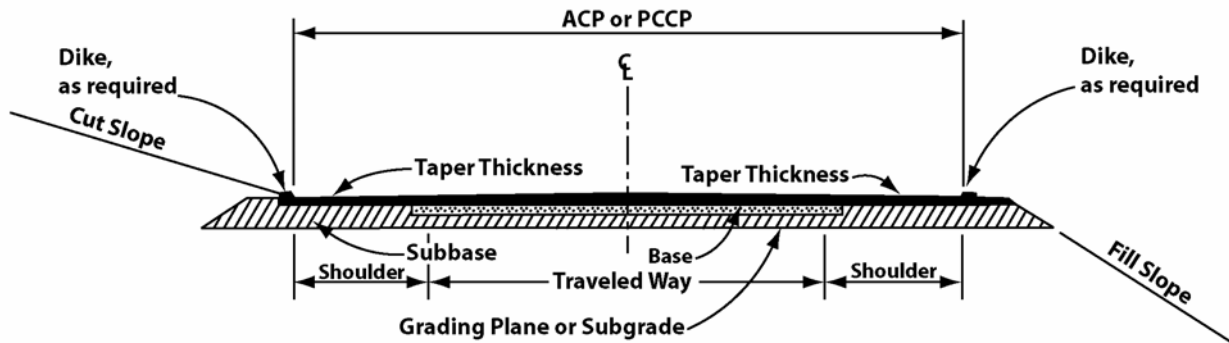 ACP or PCCP
Dike,
as required
℄
Dike,
as required
Cut Slope
Taper Thickness
Taper Thickness
Subbase
Base
Shoulder
Traveled Way
Shoulder
Fill Slope
Grading Plane or Subgrade